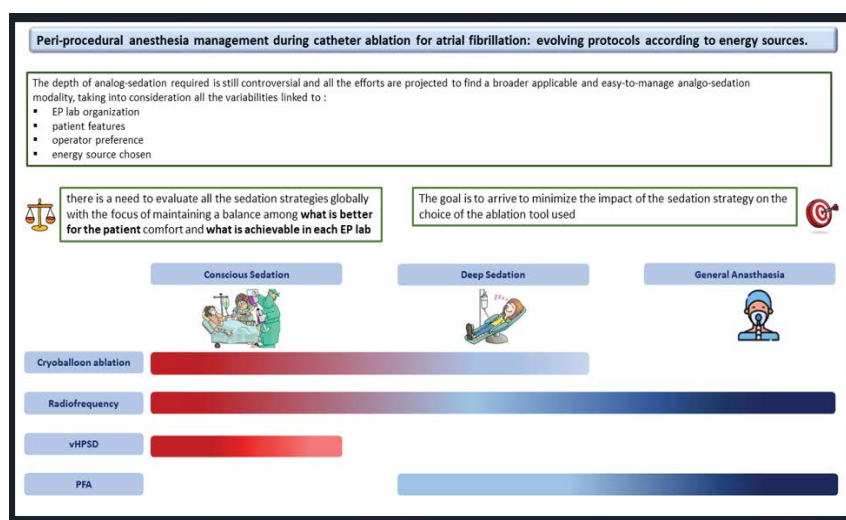 Peri-procedural anesthesia management during catheter ablation for atrial fibrillation: evolving protocols according to energy sources.
The depth of analog-sedation required is still controversial and all the efforts are projected to find a broader applicable and easy-to-manage analgo-sedation
modality, taking into consideration all the variabilities linked to :
▪ EP lab organization
▪ patient features
▪ operator preference
▪ energy source chosen
there is a need to evaluate all the sedation strategies globally
with the focus of maintaining a balance among what is better
for the patient comfort and what is achievable in each EP lab
The goal is to arrive to minimize the impact of the sedation strategy on the
choice of the ablation tool used
Conscious Sedation
Deep Sedation
General Anasthaesia
Cryoballoon ablation
Radiofrequency
vHPSD
PFA